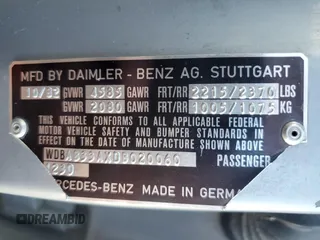 MFD BY DAIMLER - BENZ AG. STUTTGART
10/82 GVWR 4585 GAWR FRT/RR 2215/2370 LBS
GVWR 2080 GAWR FRT/RR 1005/1075 KG
THIS VEHICLE CONFORMS TO ALL APPLICABLE FEDERAL
MOTOR VEHICLE SAFETY AND BUMPER STANDARDS IN
EFFECT ON THE DATE OF MANUFACTURE SHOWN ABOVE
PASSENGER
MERCEDES-BENZ MADE IN GERMANY
DREAMBID